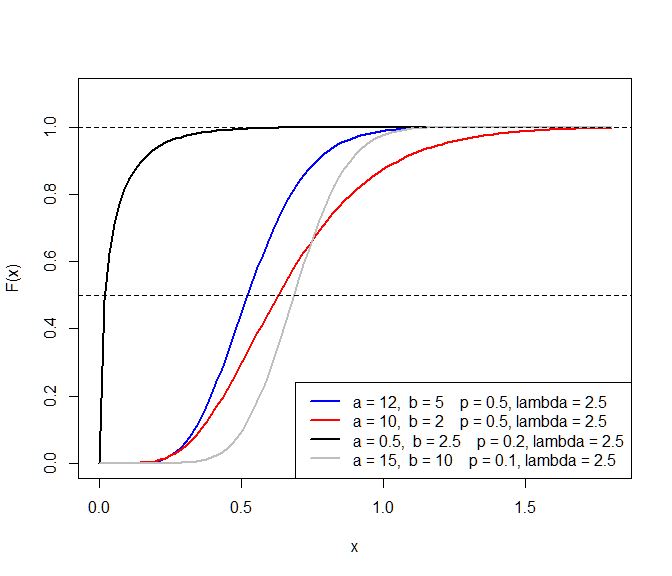 1.0
0.8
0.6
0.4
0.2
0.0
F(x)
a = 12,  b = 5    p = 0.5, lambda = 2.5
a = 10,  b = 2    p = 0.5, lambda = 2.5
a = 0.5,  b = 2.5    p = 0.2, lambda = 2.5
a = 15,  b = 10    p = 0.1, lambda = 2.5
0.0 0.5 1.0 1.5
x